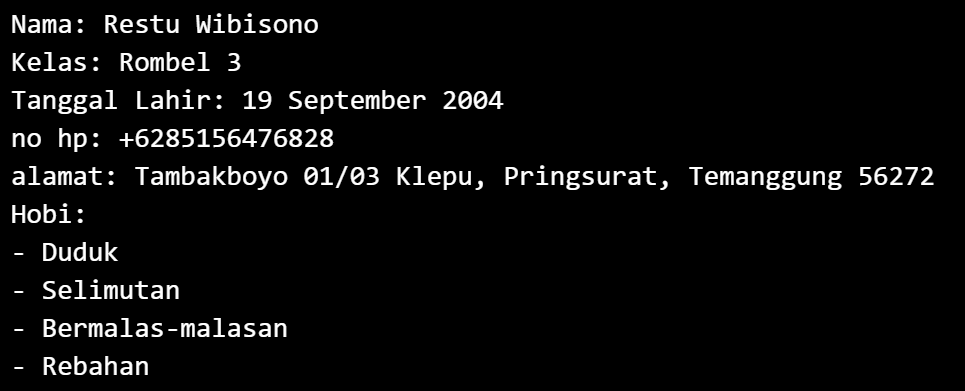 Nama: Restu Wibisono
Kelas: Rombel 3
Tanggal Lahir: 19 September 2004
no hp: +6285156476828
alamat: Tambakboyo 01/03 Klepu, Pringsurat, Temanggung 56272
Hobi:
- Duduk
- Selimutan
- Bermalas-malasan
- Rebahan